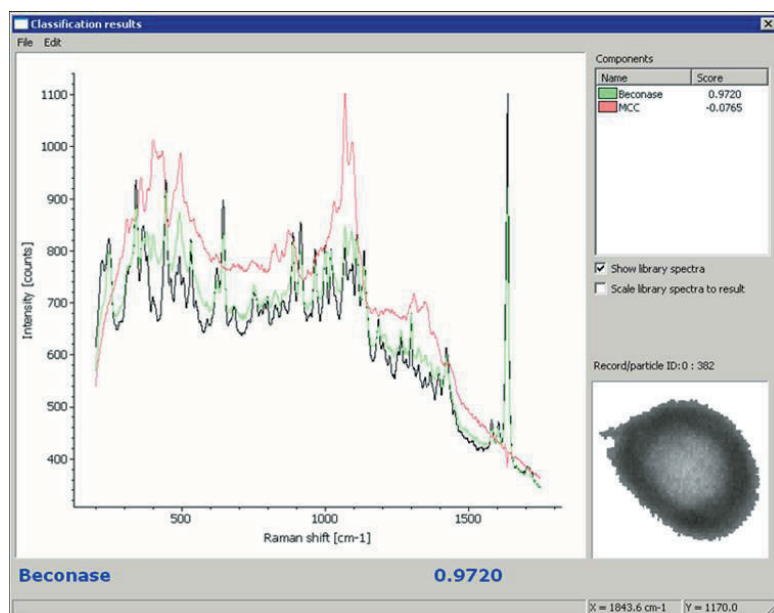 Classification results
File Edit
Components
Name Score
Beconase 0.9720
MCC -0.0765
Show library spectra
Scale library spectra to result
Record/particle ID:0 : 382
Intensity [counts]
1100
1000
900
800
700
600
500
400
500 1000 1500
Raman shift [cm-1]
Beconase 0.9720
X = 1843.6 cm-1 Y = 1170.0